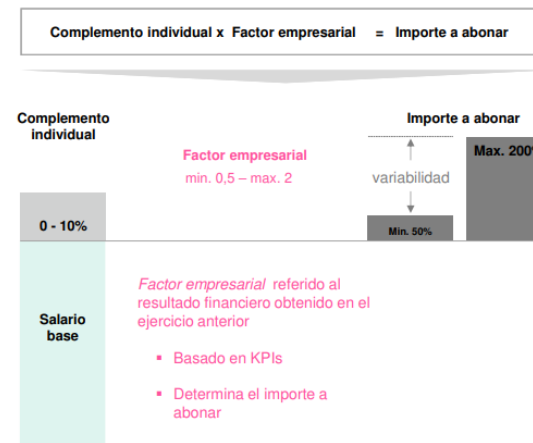 Complemento individual x Factor empresarial = Importe a abonar
Complemento
individual
Importe a abonar
Factor empresarial
min. 0,5 – max. 2
variabilidad
Max. 200%
0 - 10%
Min. 50%
Factor empresarial referido al
resultado financiero obtenido en el
ejercicio anterior
Salario
base
▪ Basado en KPIs
▪ Determina el importe a
abonar